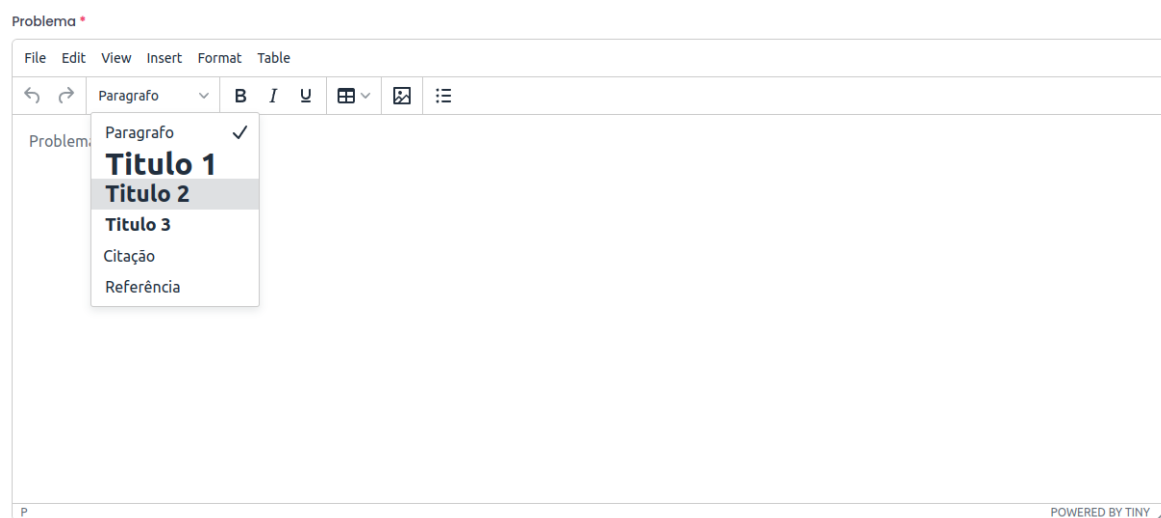 Problema *
File Edit View Insert Format Table
Paragrafo B I U
Problema
Paragrafo
Titulo 1
Titulo 2
Titulo 3
Citação
Referência
P POWERED BY TINY